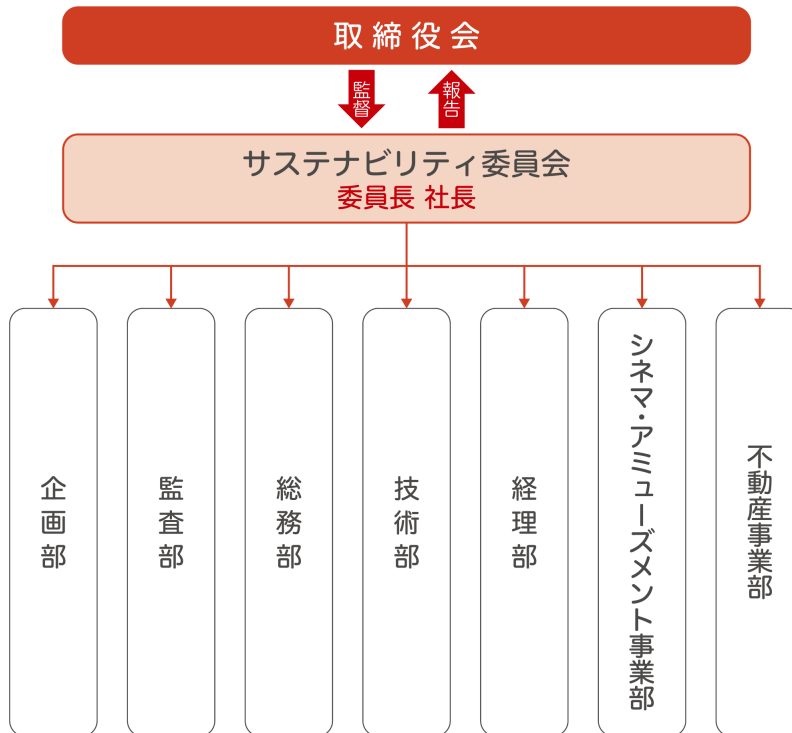 取締役会
監督
報告
サステナビリティ委員会
委員長 社長
企画部
監査部
総務部
技術部
経理部
シネマ・アミューズメント事業部
不動産事業部